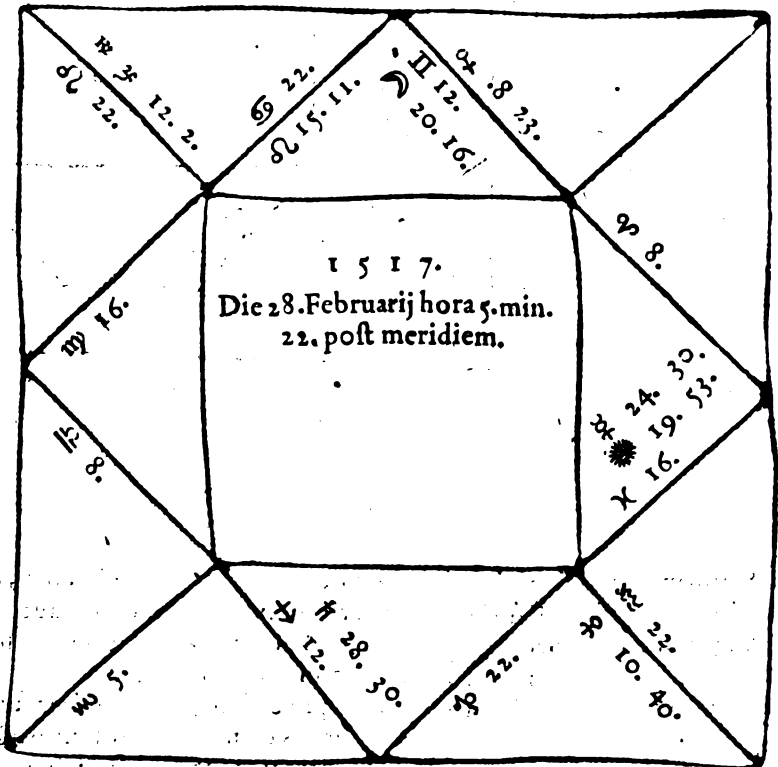 ♍ 12. 2.
♌ 22.
♋ 22.
♌ 15. 11.
♊ 12.
☽ 20. 16.
.8 23.
8.
1517.
Die 28. Februarij hora 5. min.
22. poſt meridiem.
♍ 16.
24. 30.
19. 53.
♓ 16.
♎ 8.
♏ 5.
♐ 12.
♄ 28. 30.
♑ 22.
♒ 22.
10. 40.